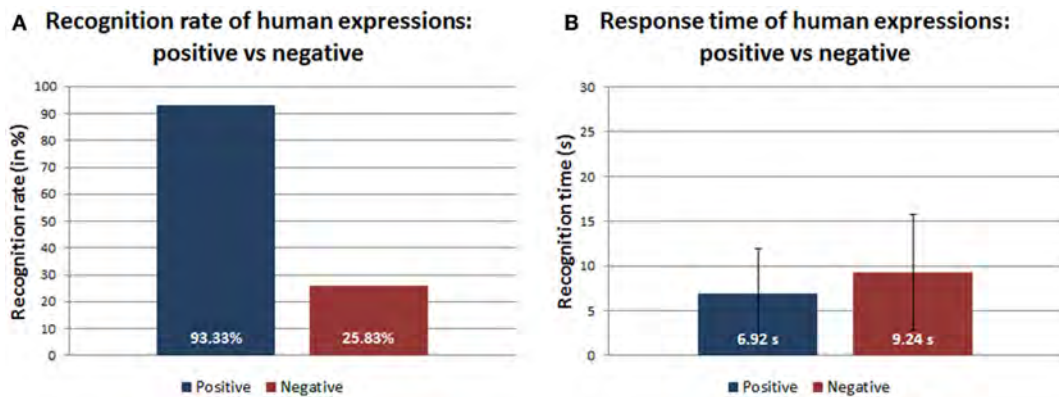 A Recognition rate of human expressions:
positive vs negative
Recognition rate (in %)
100
90
80
70
60
50
40
30
20
10
0
93.33%
25.83%
Positive
Negative
B Response time of human expressions:
positive vs negative
Recognition time (s)
30
25
20
15
10
5
0
6.92 s
9.24 s
Positive
Negative